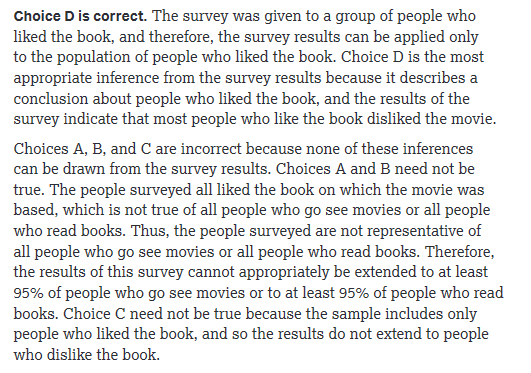 Choice D is correct. The survey was given to a group of people who
liked the book, and therefore, the survey results can be applied only
to the population of people who liked the book. Choice D is the most
appropriate inference from the survey results because it describes a
conclusion about people who liked the book, and the results of the
survey indicate that most people who like the book disliked the movie.
Choices A, B, and C are incorrect because none of these inferences
can be drawn from the survey results. Choices A and B need not be
true. The people surveyed all liked the book on which the movie was
based, which is not true of all people who go see movies or all people
who read books. Thus, the people surveyed are not representative of
all people who go see movies or all people who read books. Therefore,
the results of this survey cannot appropriately be extended to at least
95% of people who go see movies or to at least 95% of people who read
books. Choice C need not be true because the sample includes only
people who liked the book, and so the results do not extend to people
who dislike the book.